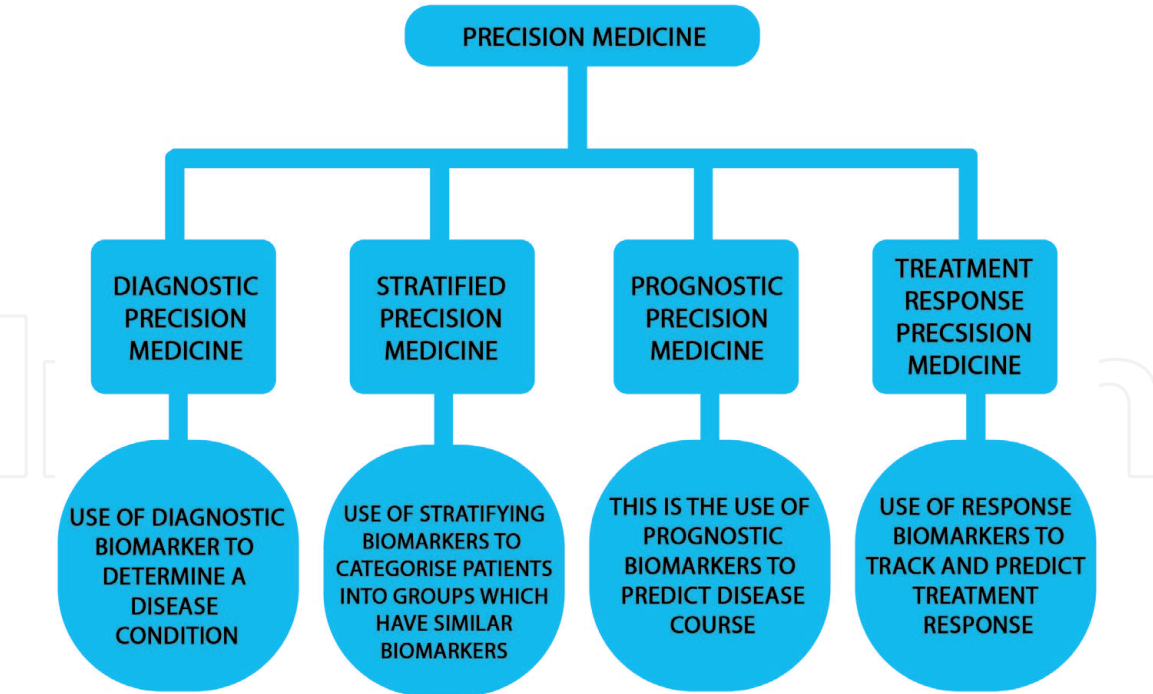 PRECISION MEDICINE
DIAGNOSTIC
PRECISION
MEDICINE
STRATIFIED
PRECISION
MEDICINE
PROGNOSTIC
PRECISION
MEDICINE
TREATMENT
RESPONSE
PRECSISION
MEDICINE
USE OF DIAGNOSTIC
BIOMARKER TO
DETERMINE A
DISEASE
CONDITION
USE OF STRATIFYING
BIOMARKERS TO
CATEGORISE PATIENTS
INTO GROUPS WHICH
HAVE SIMILAR
BIOMARKERS
THIS IS THE USE OF
PROGNOSTIC
BIOMARKERS TO
PREDICT DISEASE
COURSE
USE OF RESPONSE
BIOMARKERS TO
TRACK AND PREDICT
TREATMENT
RESPONSE